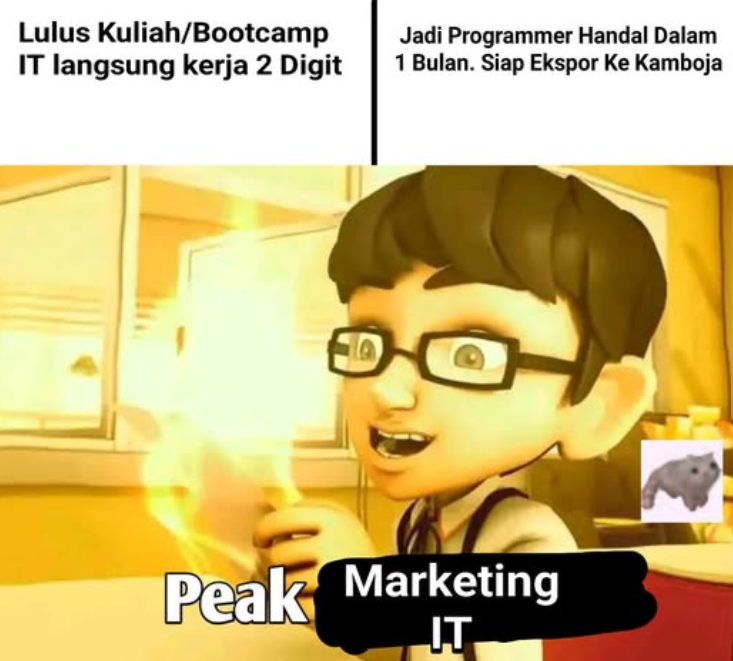 Lulus Kuliah/Bootcamp
IT langsung kerja 2 Digit
Jadi Programmer Handal Dalam
1 Bulan. Siap Ekspor Ke Kamboja
Peak Marketing
IT